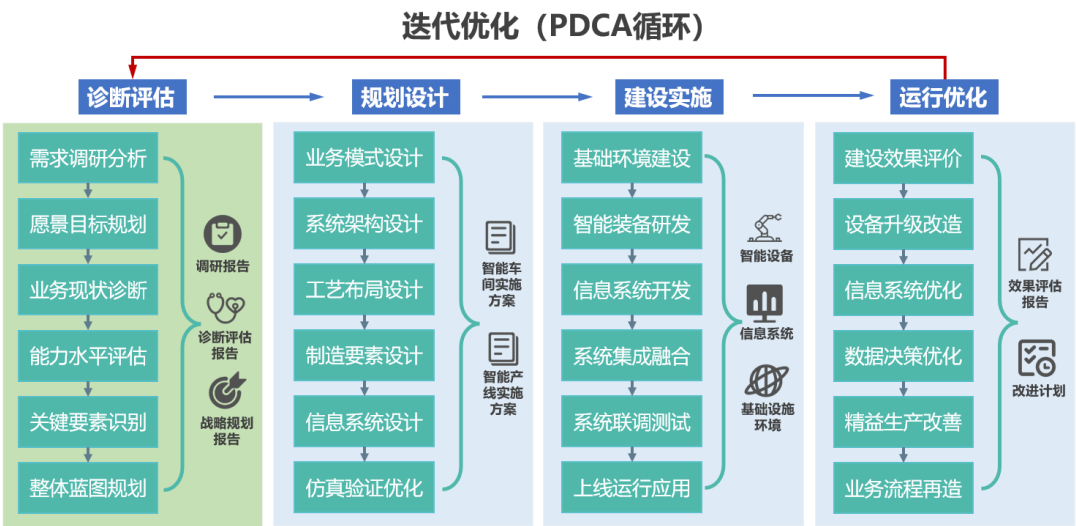 迭代优化（PDCA循环）
诊断评估
规划设计
建设实施
运行优化
需求调研分析
愿景目标规划
业务现状诊断
能力水平评估
关键要素识别
整体蓝图规划
调研报告
诊断评估
报告
战略规划
报告
业务模式设计
系统架构设计
工艺布局设计
制造要素设计
信息系统设计
仿真验证优化
智能车
间实施
方案
智能产
线实施
方案
基础环境建设
智能装备研发
信息系统开发
系统集成融合
系统联调测试
上线运行应用
智能设备
信息系统
基础设施
环境
建设效果评价
设备升级改造
信息系统优化
数据决策优化
精益生产改善
业务流程再造
效果评估
报告
改进计划